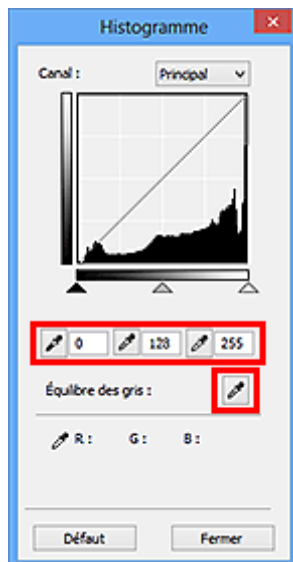 Histogramme
Canal : Principal
0 128 255
Équilibre des gris :
R: G: B:
Défaut Fermer